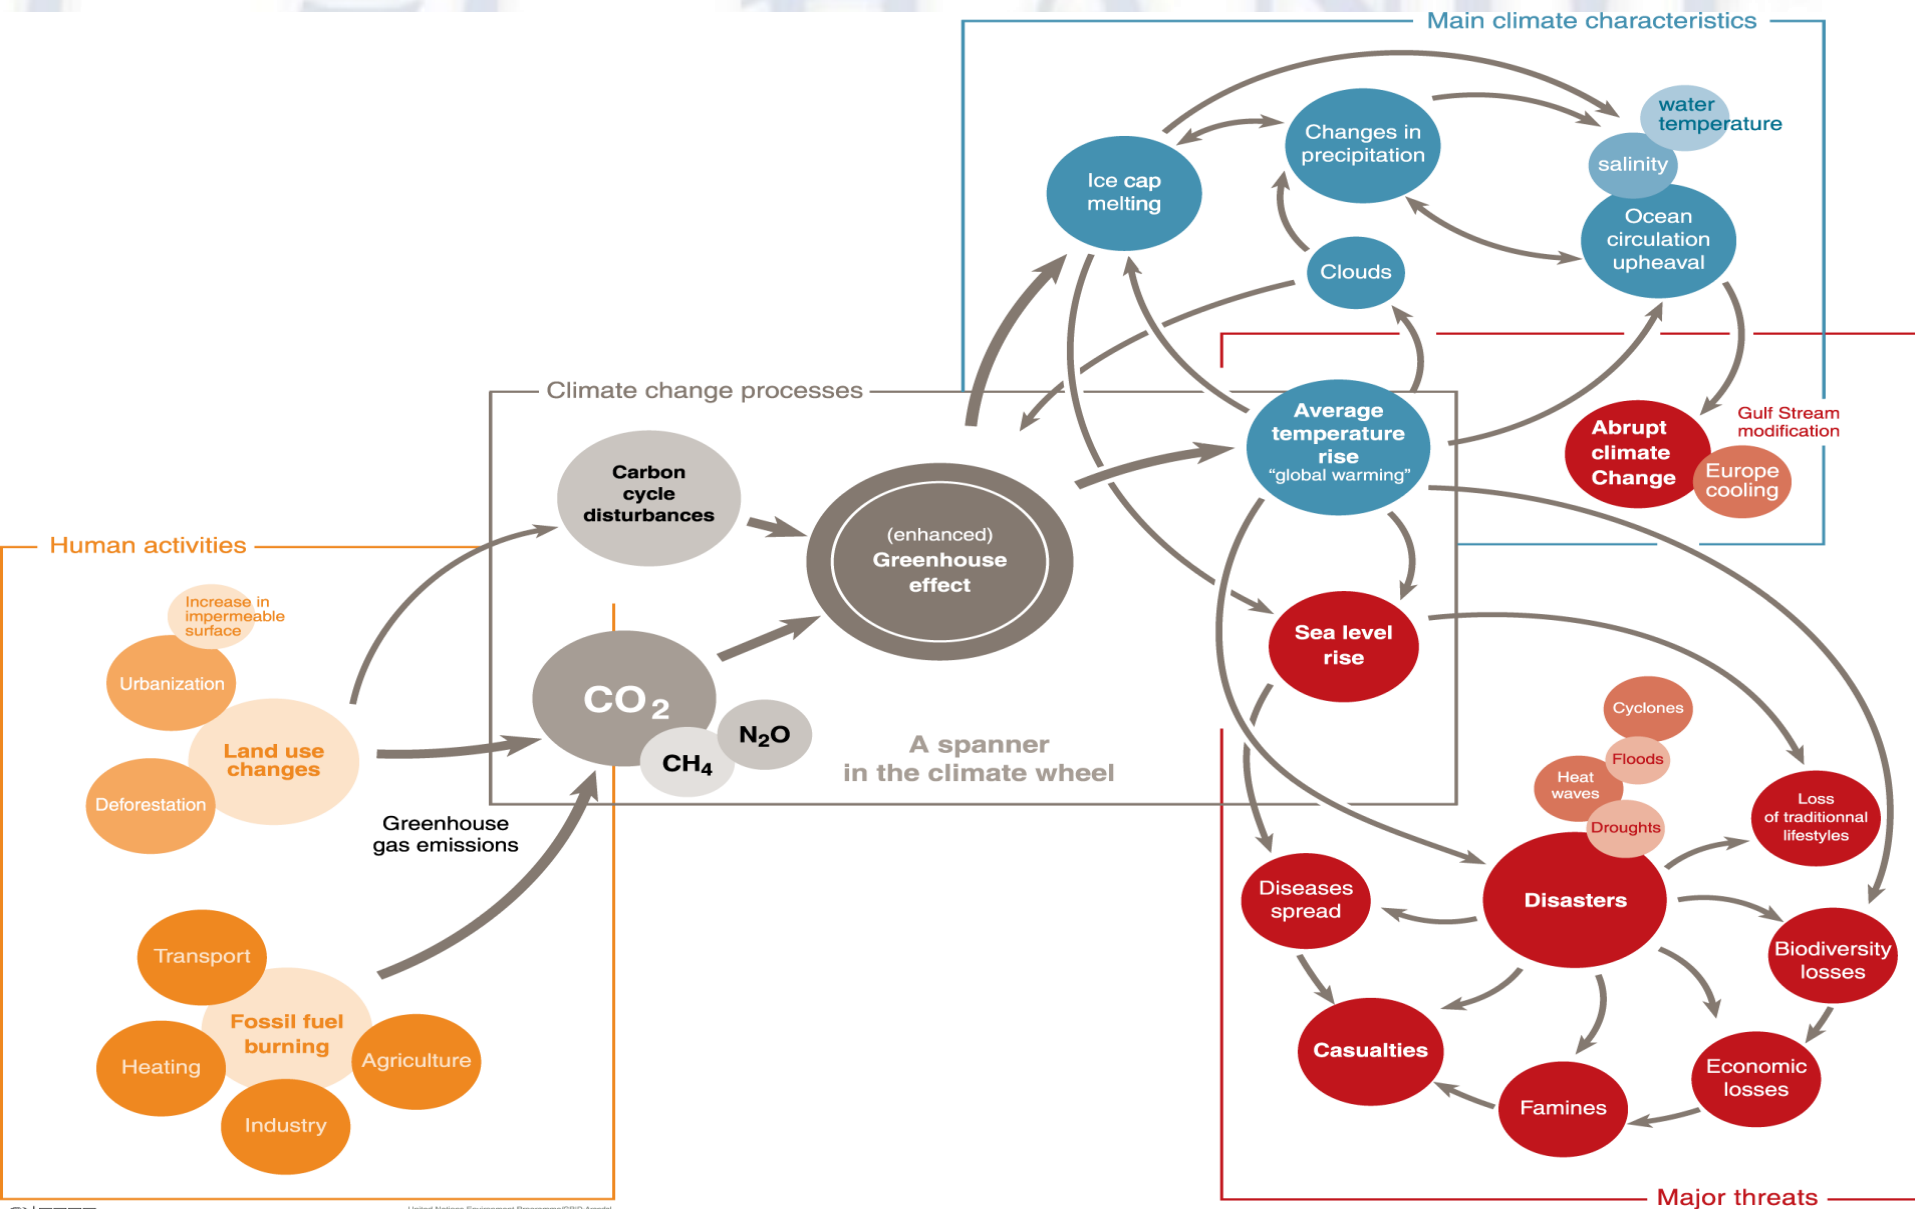 Main climate characteristics
water
temperature
Changes in
precipitation
salinity
Ice cap
melting
Ocean
circulation
upheaval
Clouds
Climate change processes
Average
temperature
rise
“global warming”
Gulf Stream
modification
Abrupt
climate
Change
Europe
cooling
Carbon
cycle
disturbances
(enhanced)
Greenhouse
effect
Human activities
Increase in
impermeable
surface
Urbanization
Land use
changes
Deforestation
CO2
CH4
N2O
A spanner
in the climate wheel
Sea level
rise
Greenhouse
gas emissions
Cyclones
Floods
Heat
waves
Droughts
Loss
of traditionnal
lifestyles
Diseases
spread
Disasters
Biodiversity
losses
Transport
Fossil fuel
burning
Heating
Agriculture
Industry
Casualties
Famines
Economic
losses
Major threats